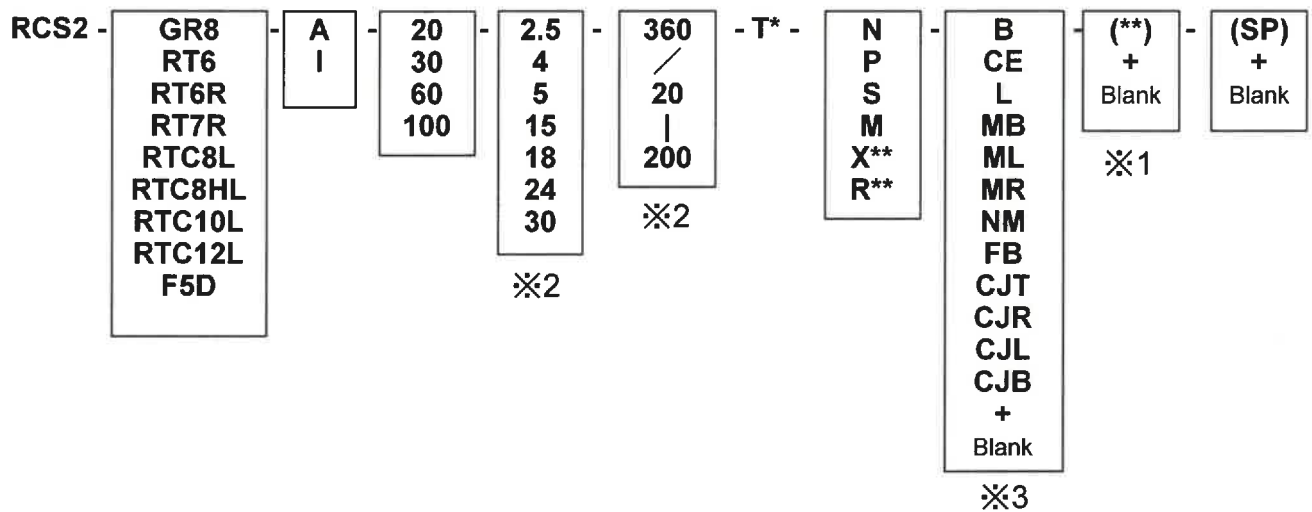 RCS2 - GR8 - A - 20 - 2.5 - 360 - T* - N - B - (**) - (SP)
RT6 I 30 4 / P CE + +
RT6R 60 5 20 S L Blank Blank
RT7R 100 15 | M MB
RTC8L 18 200 X** ML ※1
RTC8HL 24 R** MR
RTC10L 30 ※2 NM
RTC12L FB
F5D ※2 CJT
CJR
CJL
CJB
+
Blank
※3